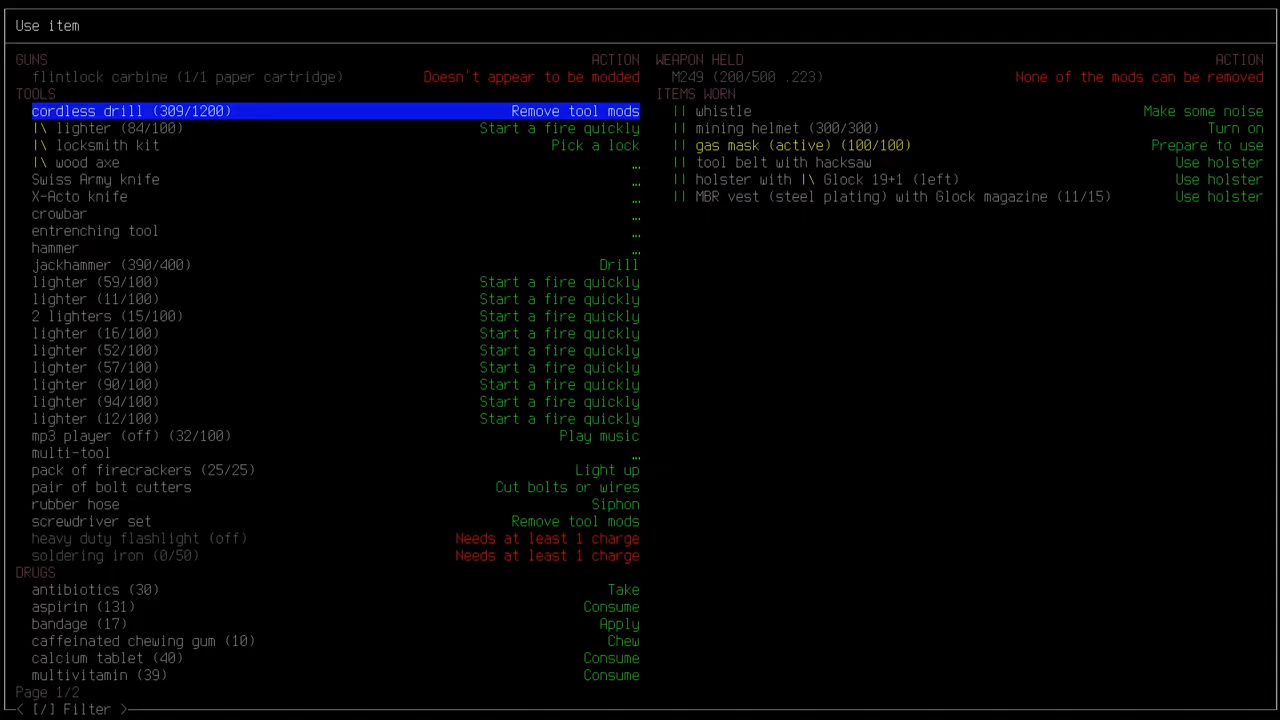 Use item
GUNS ACTION
flintlock carbine (1/1 paper cartridge) Doesn't appear to be modded
TOOLS
cordless drill (309/1200) Remove tool mods
|\ lighter (84/100) Start a fire quickly
|\ locksmith kit Pick a lock
|\ wood axe …
Swiss Army knife …
X-Acto knife …
crowbar …
entrenching tool …
hammer …
jackhammer (390/400) Drill
lighter (59/100) Start a fire quickly
lighter (11/100) Start a fire quickly
2 lighters (15/100) Start a fire quickly
lighter (16/100) Start a fire quickly
lighter (52/100) Start a fire quickly
lighter (57/100) Start a fire quickly
lighter (90/100) Start a fire quickly
lighter (94/100) Start a fire quickly
lighter (12/100) Start a fire quickly
mp3 player (off) (32/100) Play music
multi-tool …
pack of firecrackers (25/25) Light up
pair of bolt cutters Cut bolts or wires
rubber hose Siphon
screwdriver set Remove tool mods
heavy duty flashlight (off) Needs at least 1 charge
soldering iron (0/50) Needs at least 1 charge
DRUGS
antibiotics (30) Take
aspirin (131) Consume
bandage (17) Apply
caffeinated chewing gum (10) Chew
calcium tablet (40) Consume
multivitamin (39) Consume
Page 1/2
< [/] Filter >
WEAPON HELD ACTION
M249 (200/500 .223) None of the mods can be removed
ITEMS WORN
|| whistle Make some noise
|| mining helmet (300/300) Turn on
|| gas mask (active) (100/100) Prepare to use
|| tool belt with hacksaw Use holster
|| holster with |\ Glock 19+1 (left) Use holster
|| MBR vest (steel plating) with Glock magazine (11/15) Use holster